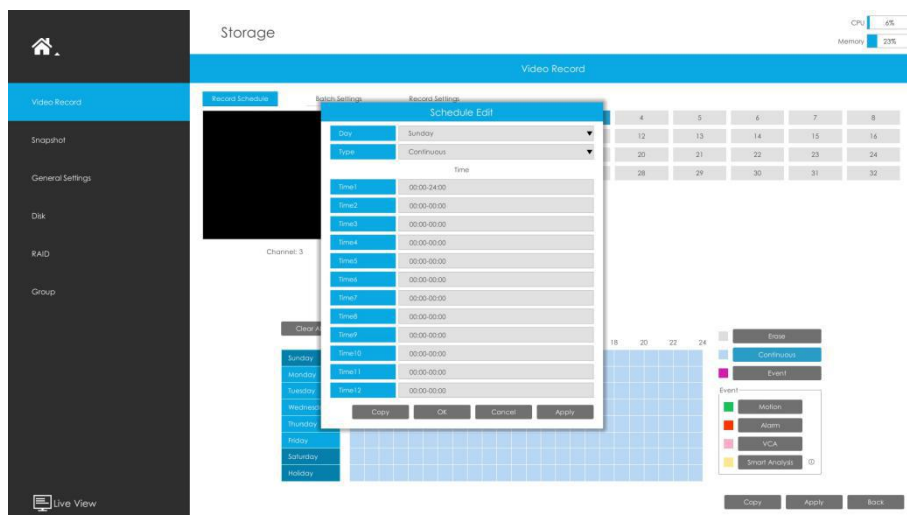 Storage
CPU 6%
Memory 23%
Video Record
Video Record
Snapshot
General Settings
Disk
RAID
Group
Live View
Record Schedule Batch Settings Record Settings
4 5 6 7 8
12 13 14 15 16
20 21 22 23 24
28 29 30 31 32
Channel: 3
Schedule Edit
Day Sunday
Type Continuous
Time
Time1 00:00-24:00
Time2 00:00-00:00
Time3 00:00-00:00
Time4 00:00-00:00
Time5 00:00-00:00
Time6 00:00-00:00
Time7 00:00-00:00
Time8 00:00-00:00
Time9 00:00-00:00
Time10 00:00-00:00
Time11 00:00-00:00
Time12 00:00-00:00
Copy OK Cancel Apply
Clear A
18 20 22 24
Sunday
Monday
Tuesday
Wednesd
Thursday
Friday
Saturday
Holiday
Erase
Continuous
Event
Event
Motion
Alarm
VCA
Smart Analysis
Copy Apply Back